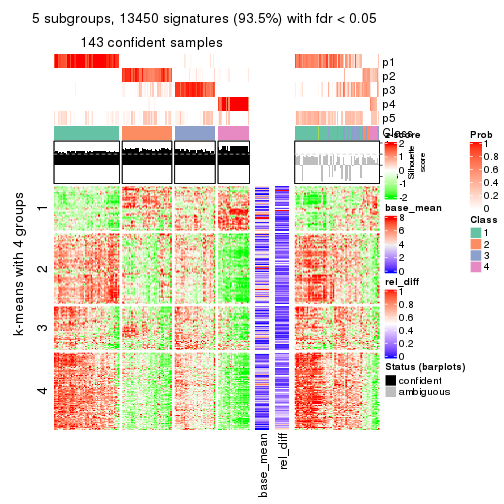 5 subgroups, 13450 signatures (93.5%) with fdr < 0.05
143 confident samples
p1
p2
p3
p4
p5
Class
Silhouette
score
k-means with 4 groups
1
2
3
4
base_mean
rel_diff
z-score
2
1
0
-1
-2
base_mean
8
6
4
2
0
rel_diff
1
0.8
0.6
0.4
0.2
0
Status (barplots)
confident
ambiguous
Prob
1
0.8
0.6
0.4
0.2
0
Class
1
2
3
4